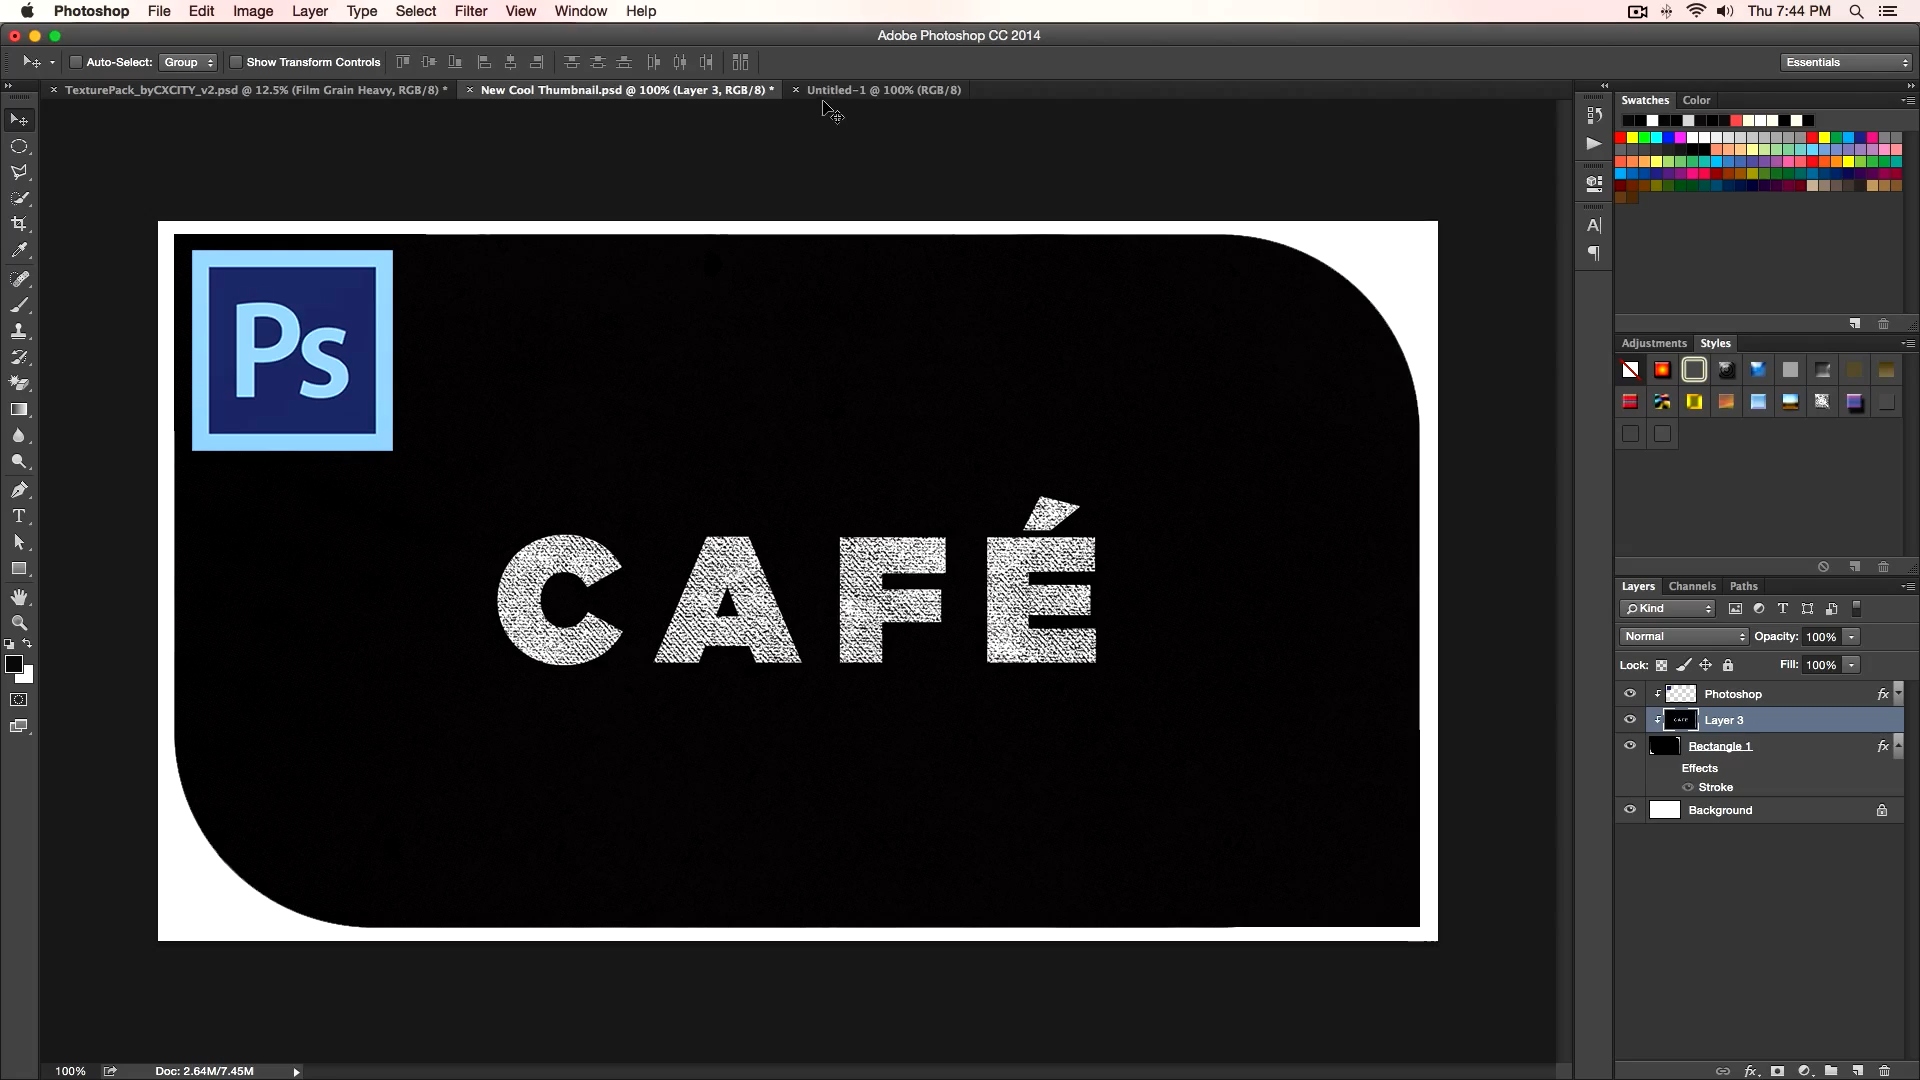 Photoshop File Edit Image Layer Type Select Filter View Window Help Thu 7:44 PM
Adobe Photoshop CC 2014
Auto-Select: Group Show Transform Controls Essentials
TexturePack_byCXCITY_v2.psd @ 12.5% (Film Grain Heavy, RGB/8) * New Cool Thumbnail.psd @ 100% (Layer 3, RGB/8) * Untitled-1 @ 100% (RGB/8)
Swatches Color
Ps
CAFÉ
Adjustments Styles
Layers Channels Paths
Kind
Normal Opacity: 100%
Lock: Fill: 100%
Photoshop fx
Layer 3
Rectangle 1 fx
Effects
Stroke
Background
100% Doc: 2.64M/7.45M